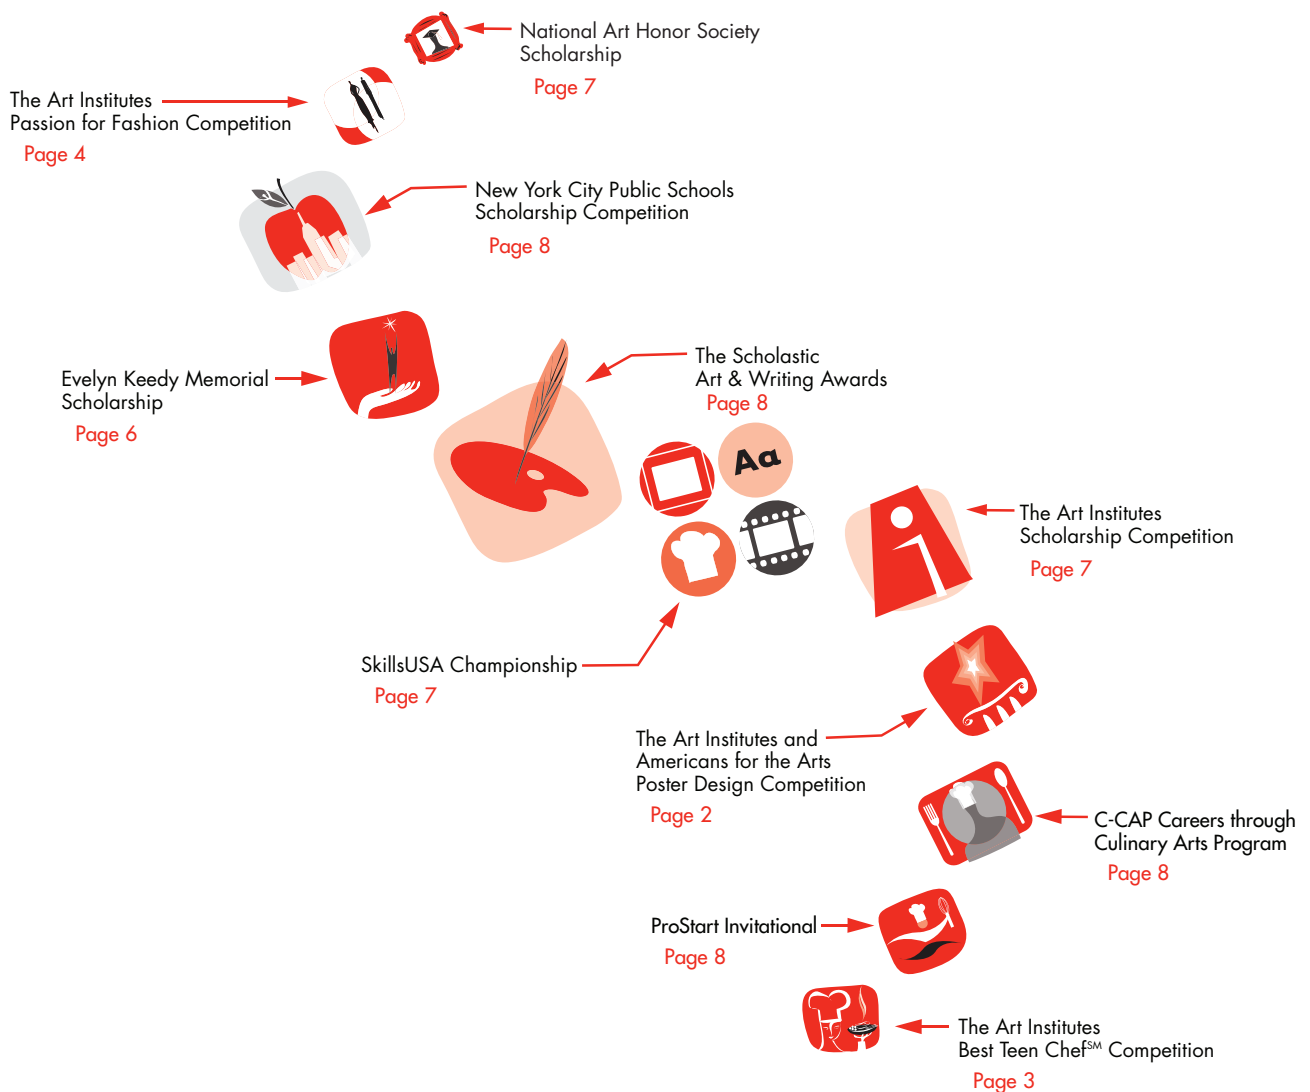 National Art Honor Society
Scholarship
Page 7
The Art Institutes
Passion for Fashion Competition
Page 4
New York City Public Schools
Scholarship Competition
Page 8
Evelyn Keedy Memorial
Scholarship
Page 6
The Scholastic
Art & Writing Awards
Page 8
Aa
The Art Institutes
Scholarship Competition
Page 7
SkillsUSA Championship
Page 7
The Art Institutes and
Americans for the Arts
Poster Design Competition
Page 2
C-CAP Careers through
Culinary Arts Program
Page 8
ProStart Invitational
Page 8
The Art Institutes
Best Teen Chef℠ Competition
Page 3